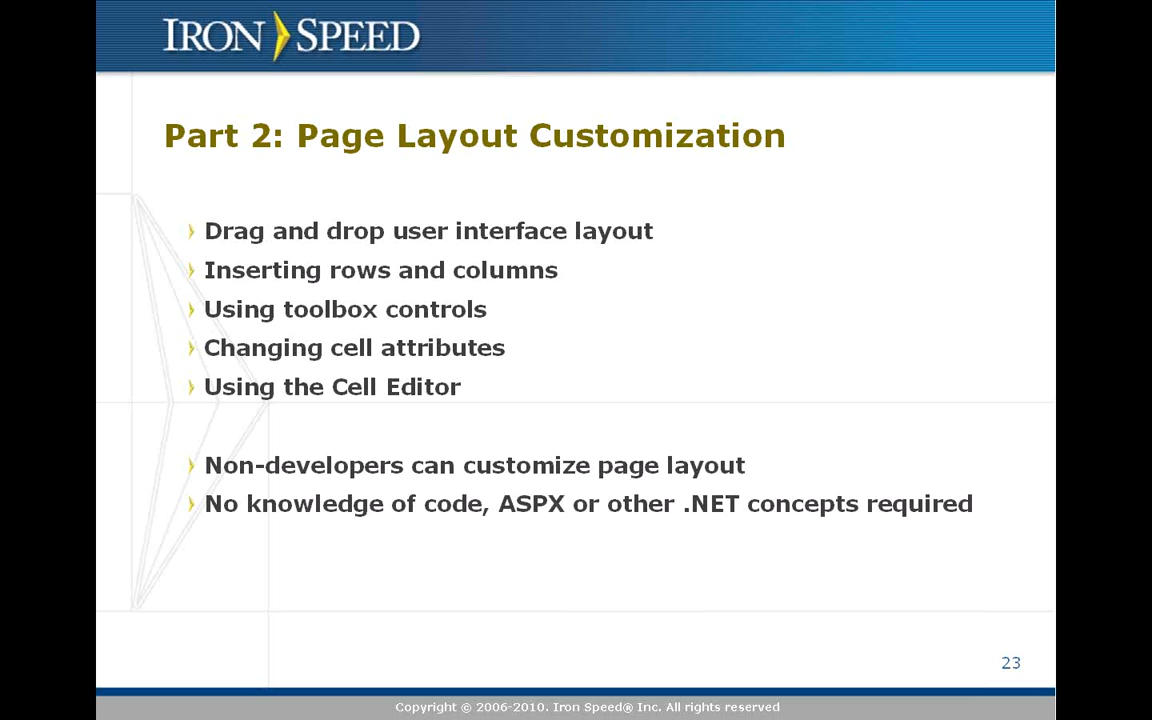 IRON SPEED
Part 2: Page Layout Customization
Drag and drop user interface layout
Inserting rows and columns
Using toolbox controls
Changing cell attributes
Using the Cell Editor
Non-developers can customize page layout
No knowledge of code, ASPX or other .NET concepts required
23
Copyright © 2006-2010. Iron Speed® Inc. All rights reserved